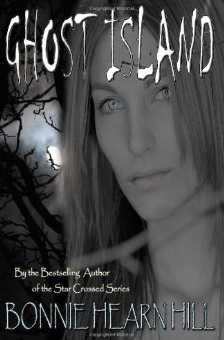 GHOST ISLAND
By the Bestselling Author
of the Star Crossed Series
BONNIE HEARN HILL